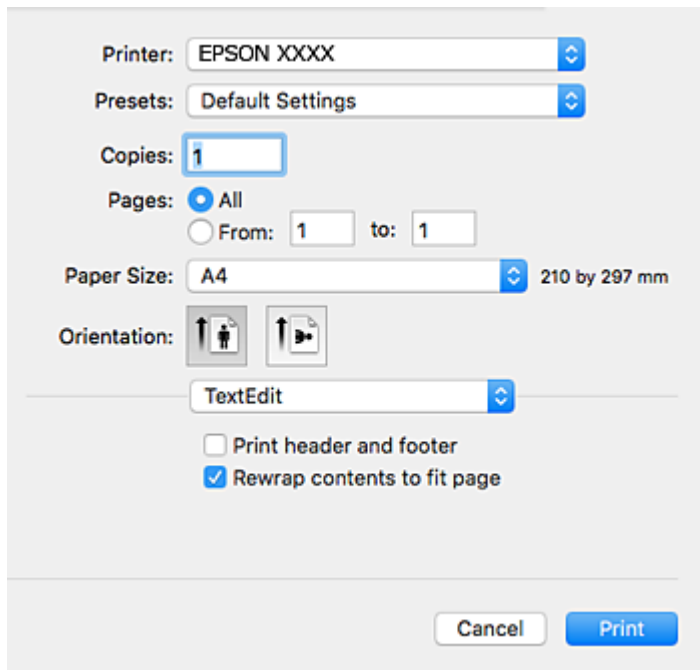 Printer: EPSON XXXX
Presets: Default Settings
Copies: 1
Pages: All
From: 1 to: 1
Paper Size: A4 210 by 297 mm
Orientation:
TextEdit
Print header and footer
Rewrap contents to fit page
Cancel Print